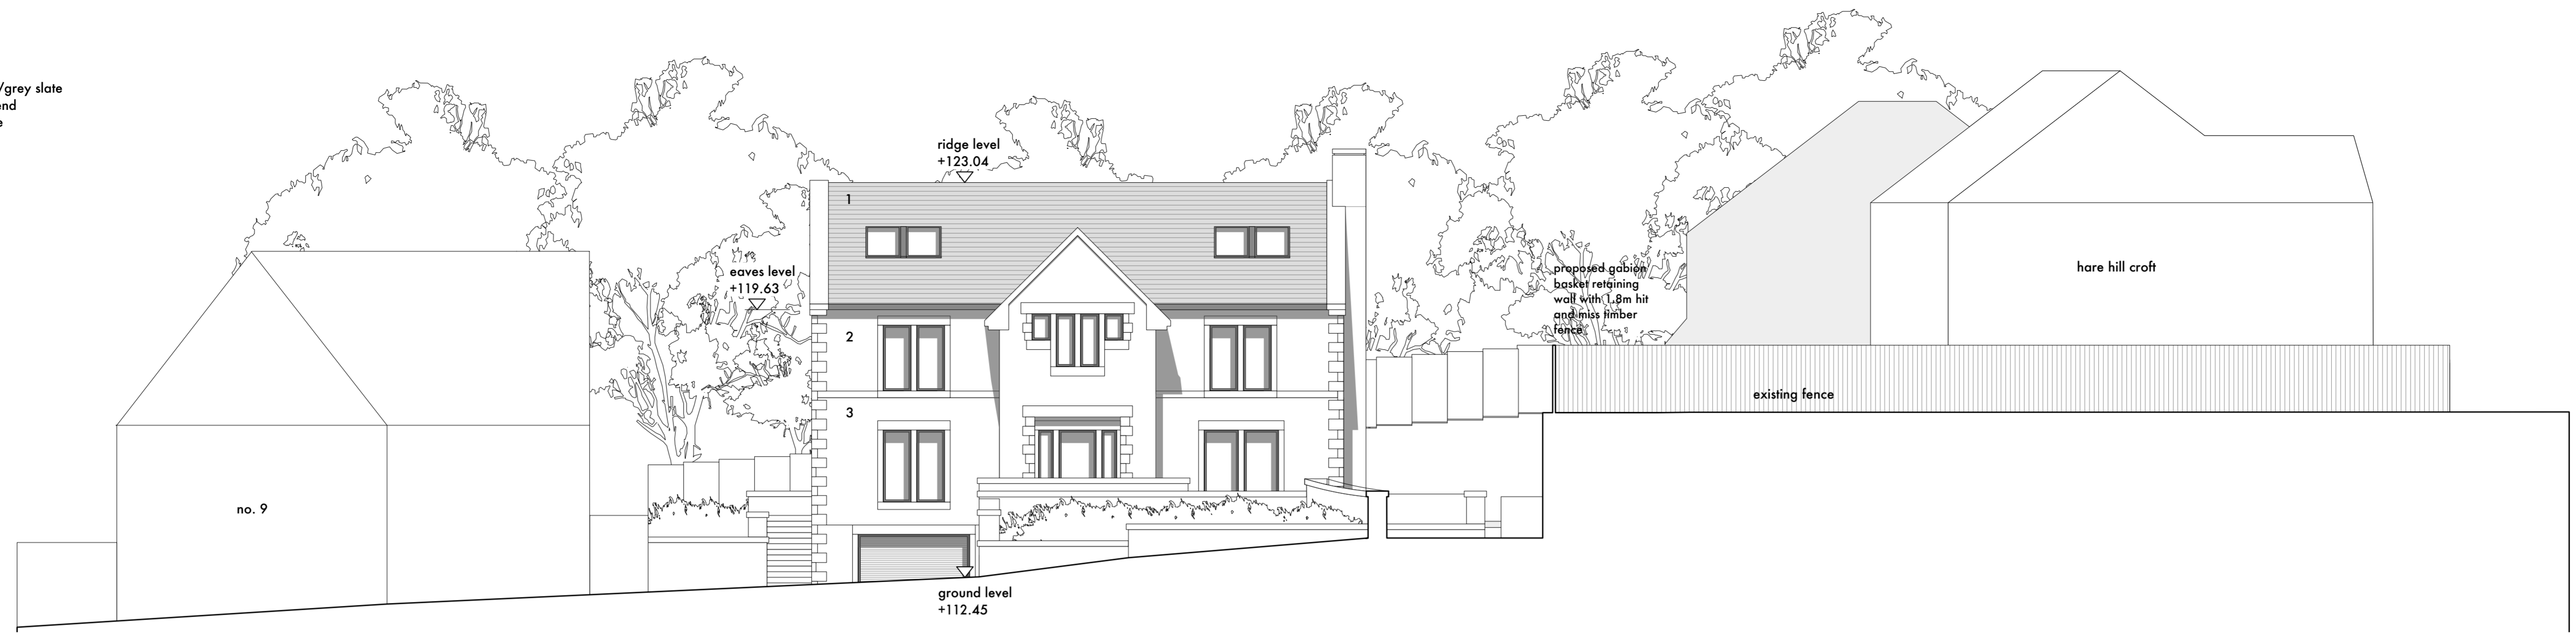 /grey slate
end
e
ridge level
+123.04
1
eaves level
+119.63
2
3
proposed gabion
basket retaining
wall with 1.8m hit
and miss timber
fence
hare hill croft
existing fence
no. 9
ground level
+112.45